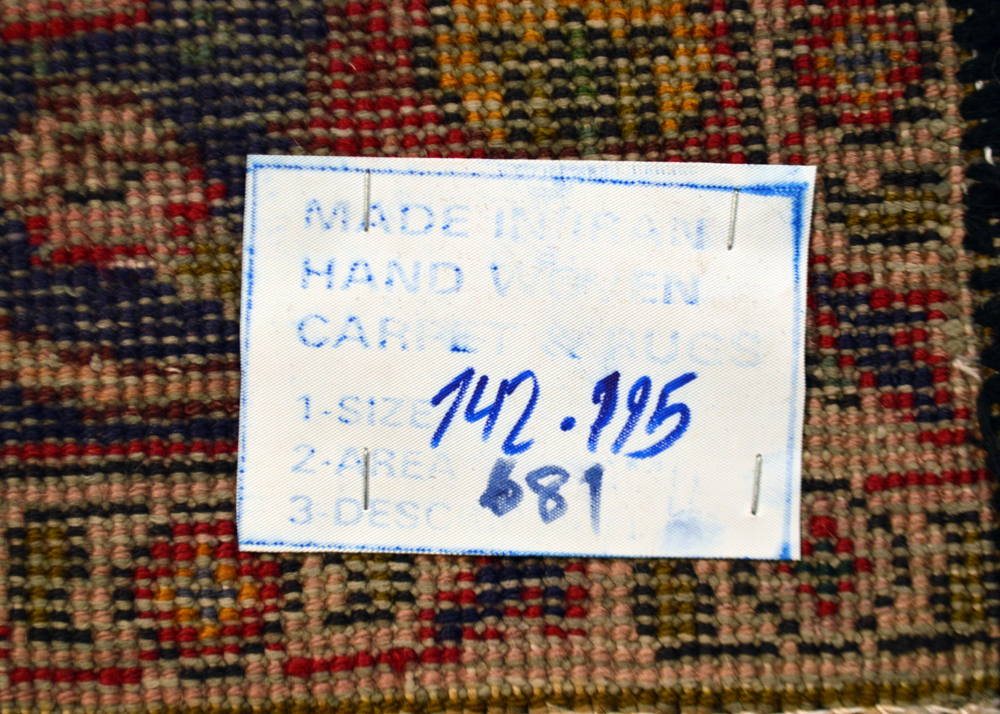 MADE IN IRAN
HAND WOVEN
CARPET & RUGS
1-SIZE 142.195
2-AREA
3-DESC 681